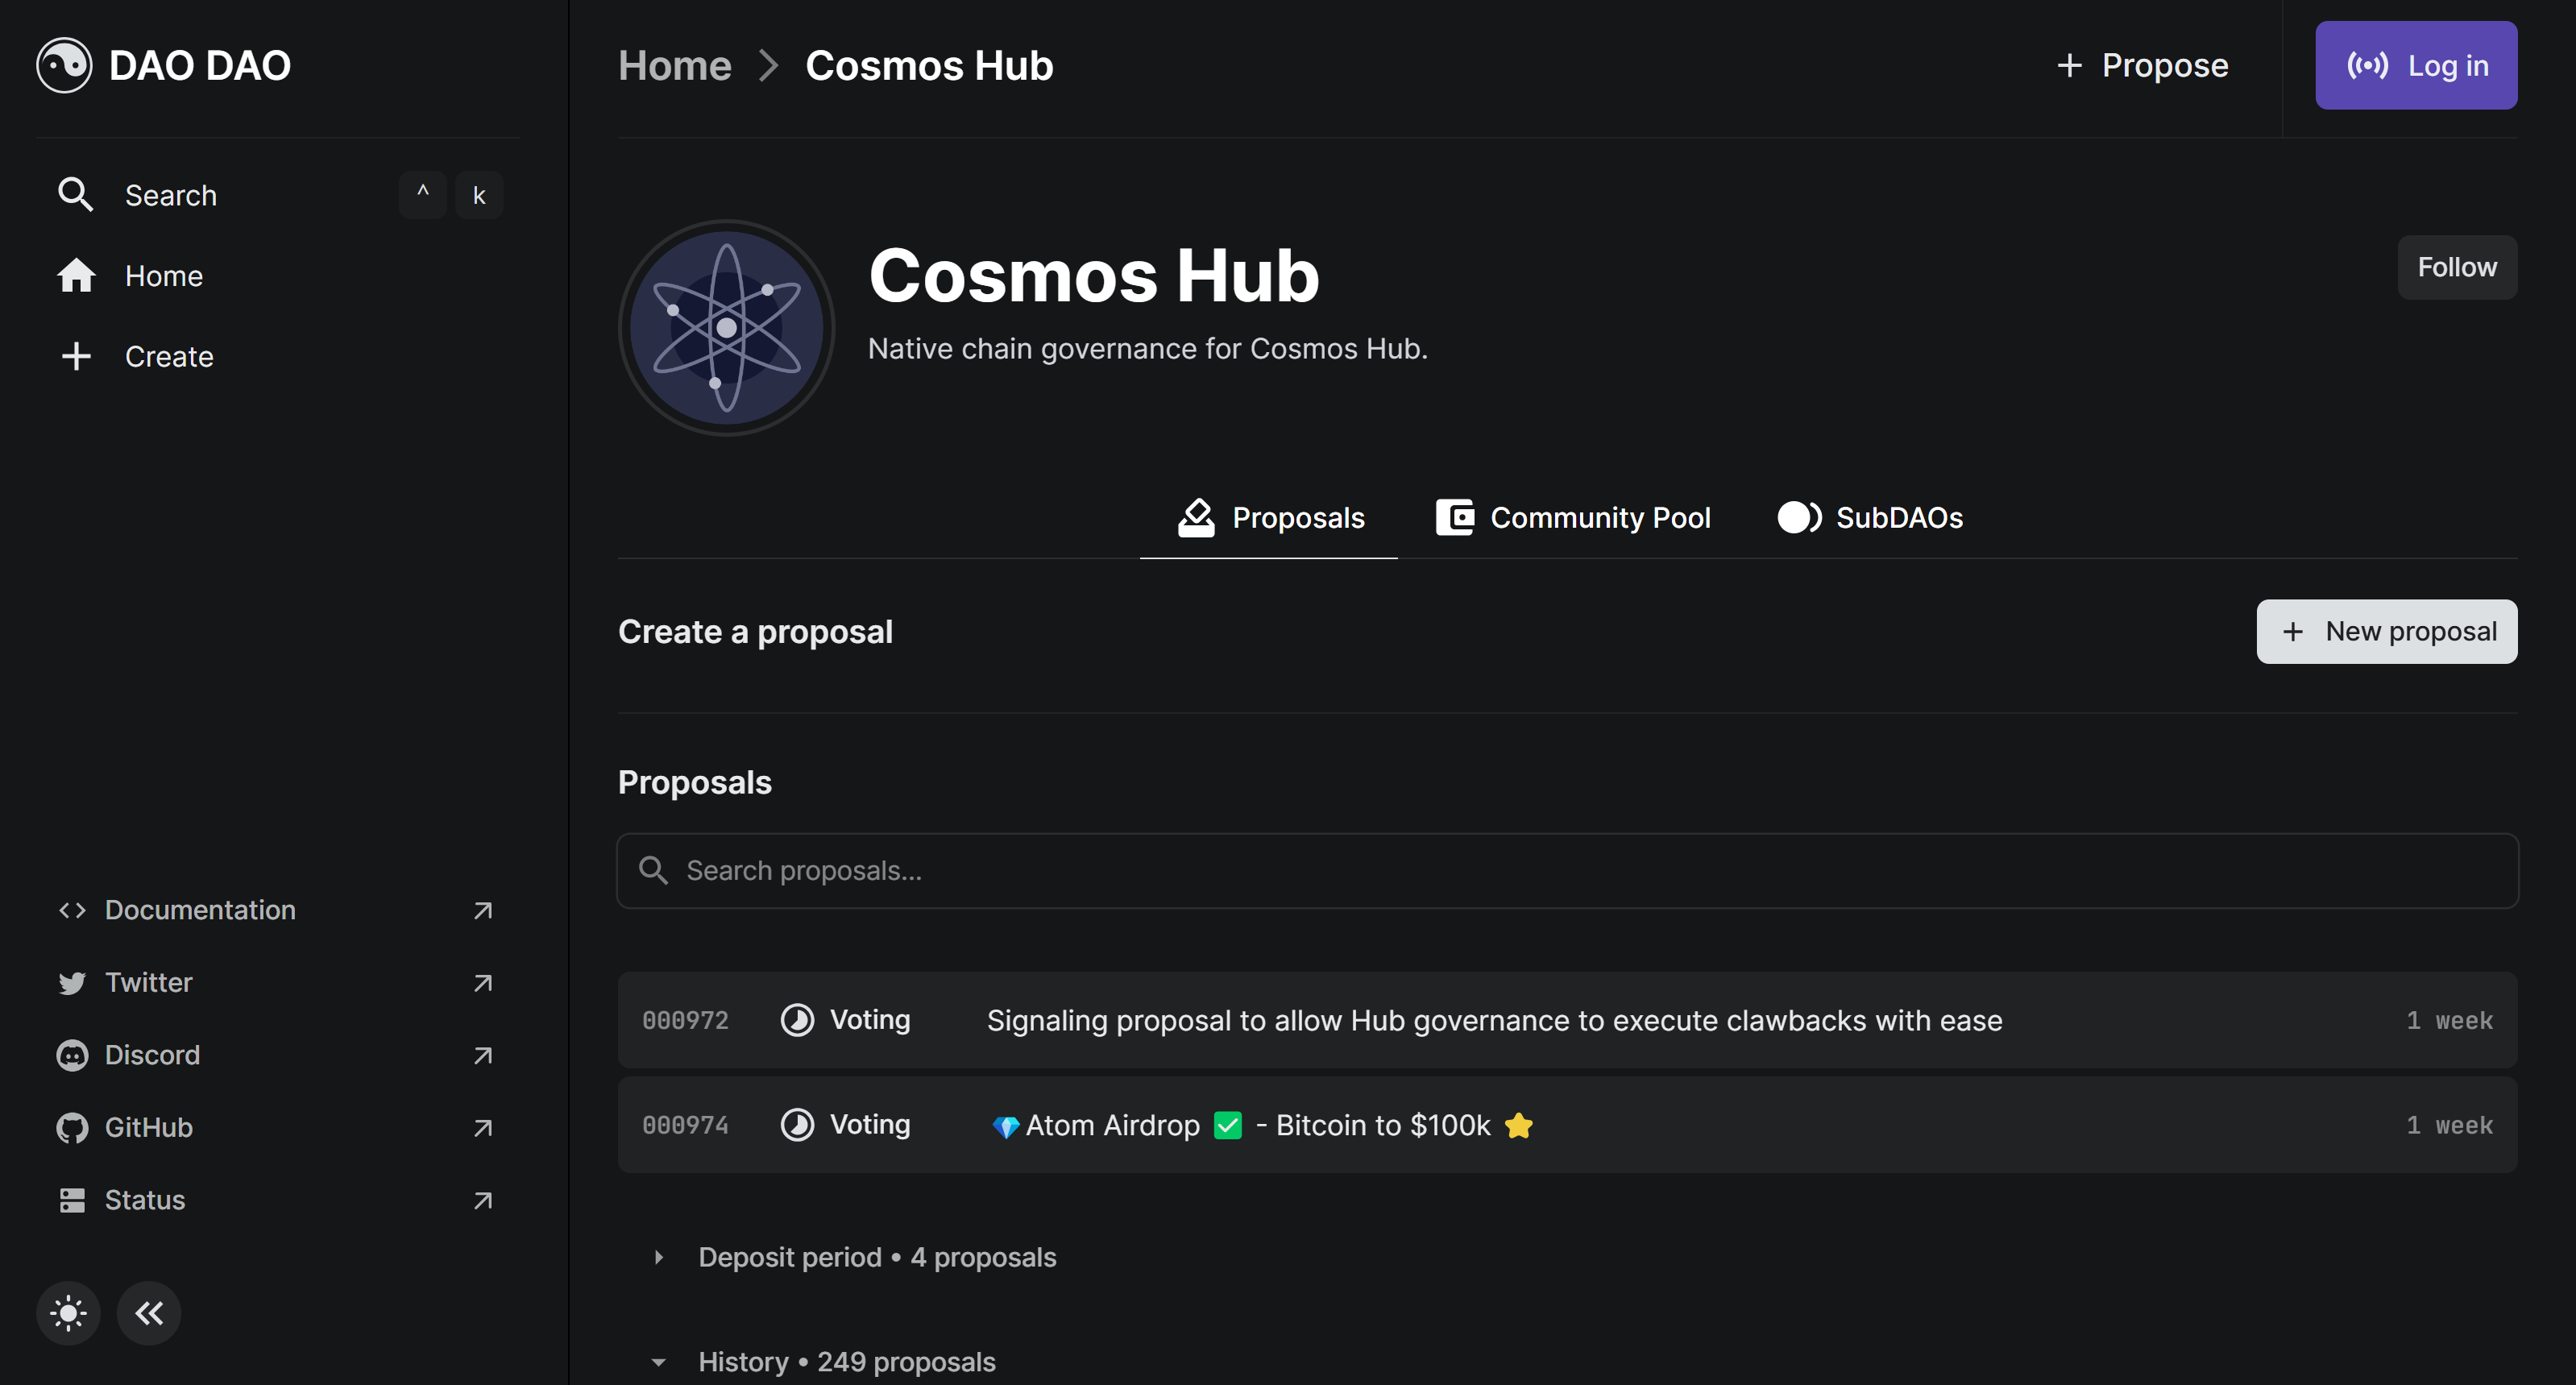 DAO DAO
Search ^ k
Home
Create
Documentation
Twitter
Discord
GitHub
Status
Home > Cosmos Hub
+ Propose
Log in
Cosmos Hub
Native chain governance for Cosmos Hub.
Follow
Proposals
Community Pool
SubDAOs
Create a proposal
+ New proposal
Proposals
Search proposals...
000972 Voting Signaling proposal to allow Hub governance to execute clawbacks with ease 1 week
000974 Voting 💎Atom Airdrop ✅ - Bitcoin to $100k ⭐ 1 week
Deposit period • 4 proposals
History • 249 proposals